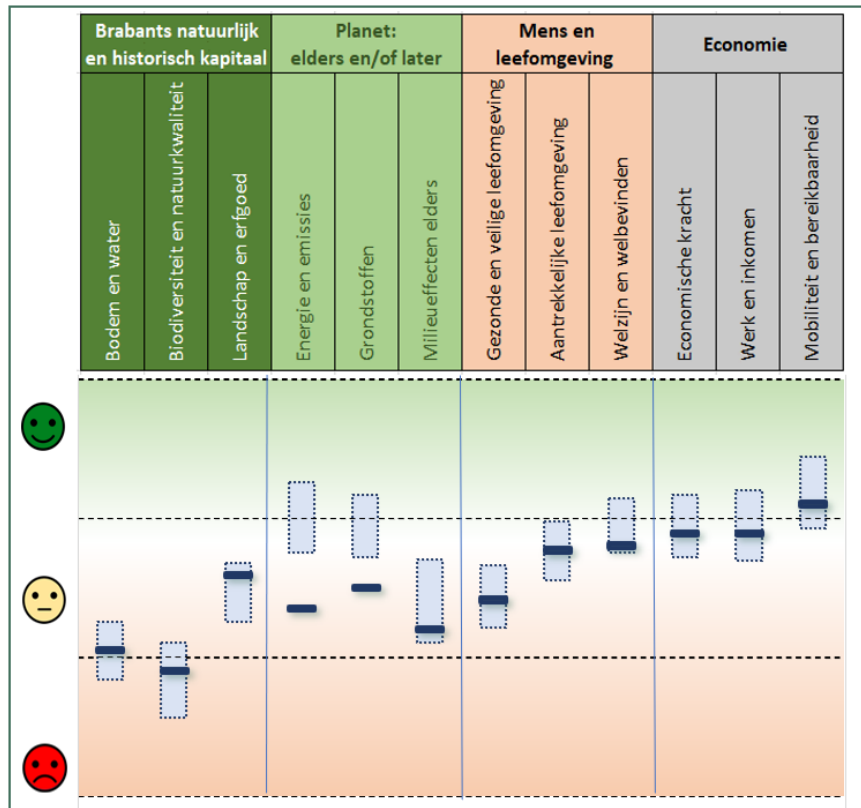 Brabants natuurlijk
en historisch kapitaal
Planet:
elders en/of later
Mens en
leefomgeving
Economie
Bodem en water
Biodiversiteit en natuurkwaliteit
Landschap en erfgoed
Energie en emissies
Grondstoffen
Milieueffecten elders
Gezonde en veilige leefomgeving
Aantrekkelijke leefomgeving
Welzijn en welbevinden
Economische kracht
Werk en inkomen
Mobiliteit en bereikbaarheid